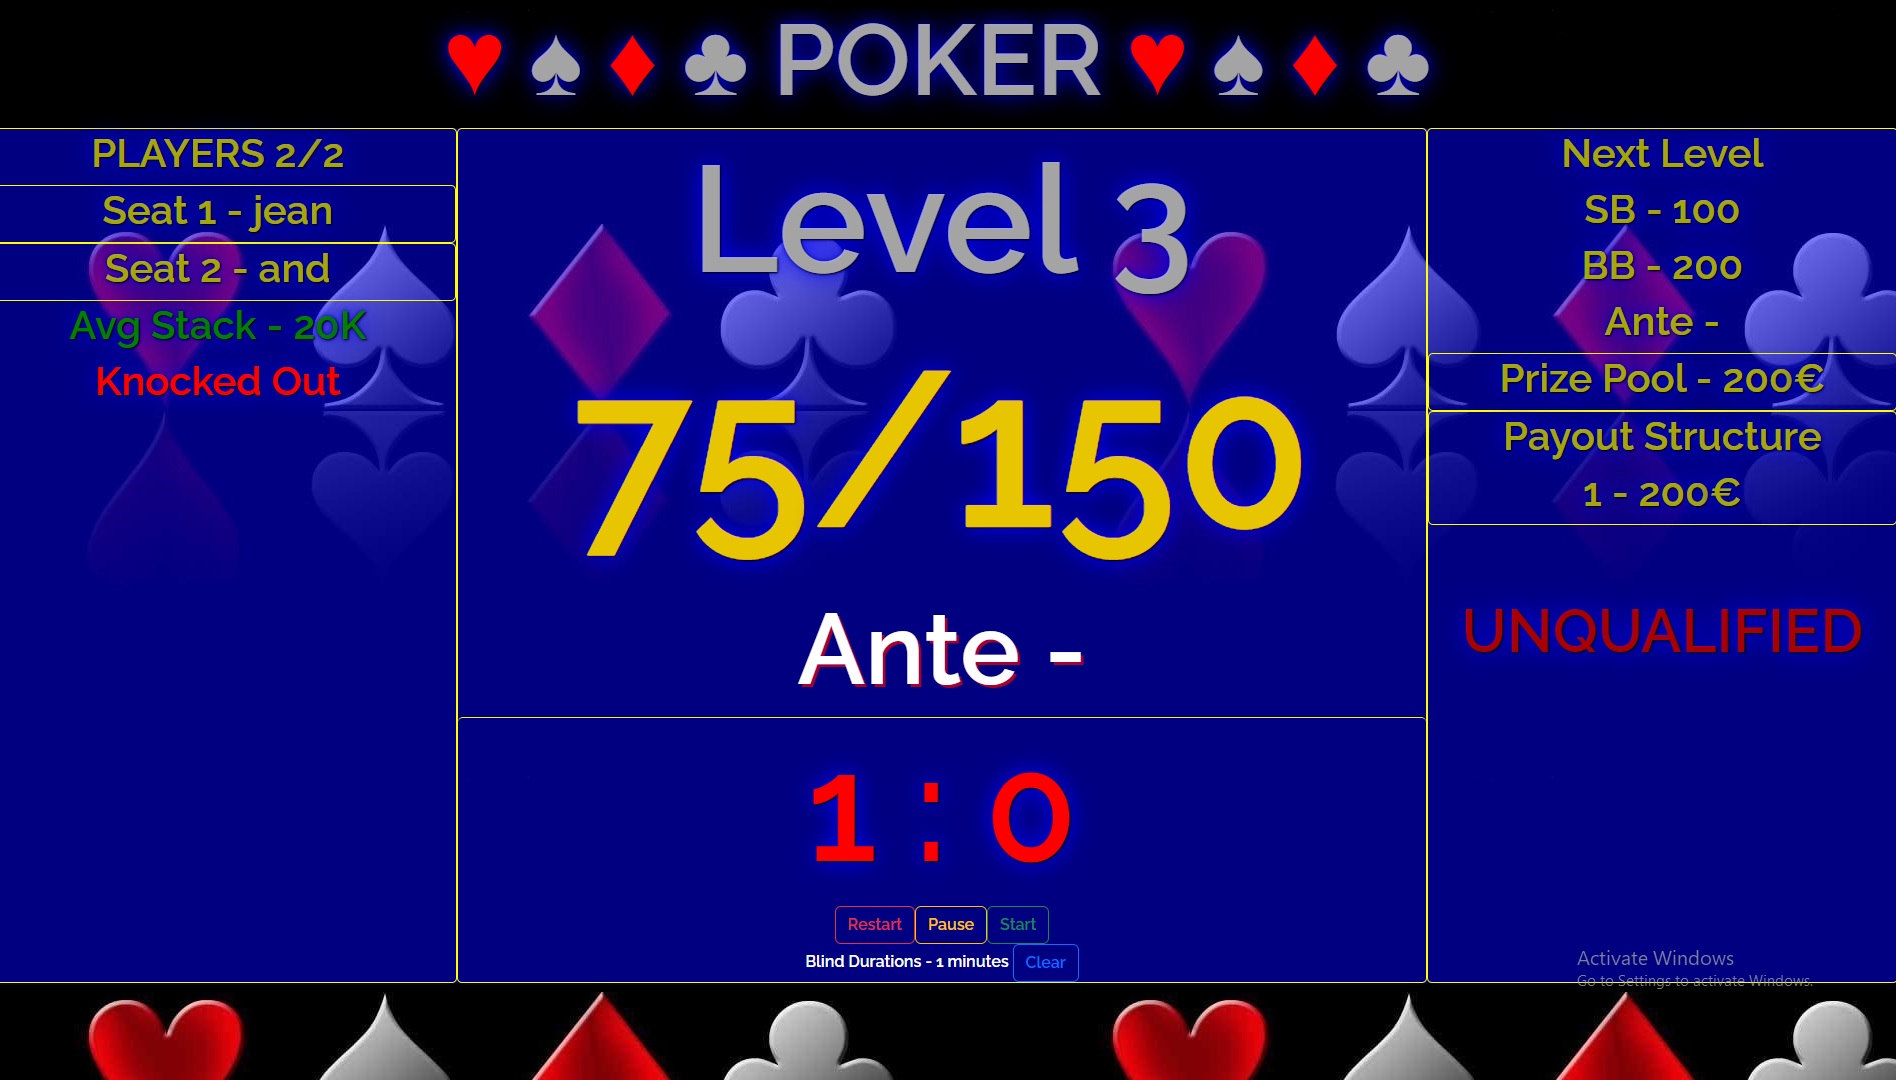 ♥ ♠ ♦ ♣ POKER ♥ ♠ ♦ ♣
PLAYERS 2/2
Seat 1 - jean
Seat 2 - and
Avg Stack - 20K
Knocked Out
Level 3
75/150
Ante -
1 : 0
Restart Pause Start
Blind Durations - 1 minutes Clear
Next Level
SB - 100
BB - 200
Ante -
Prize Pool - 200€
Payout Structure
1 - 200€
UNQUALIFIED
Activate Windows
Go to Settings to activate Windows.